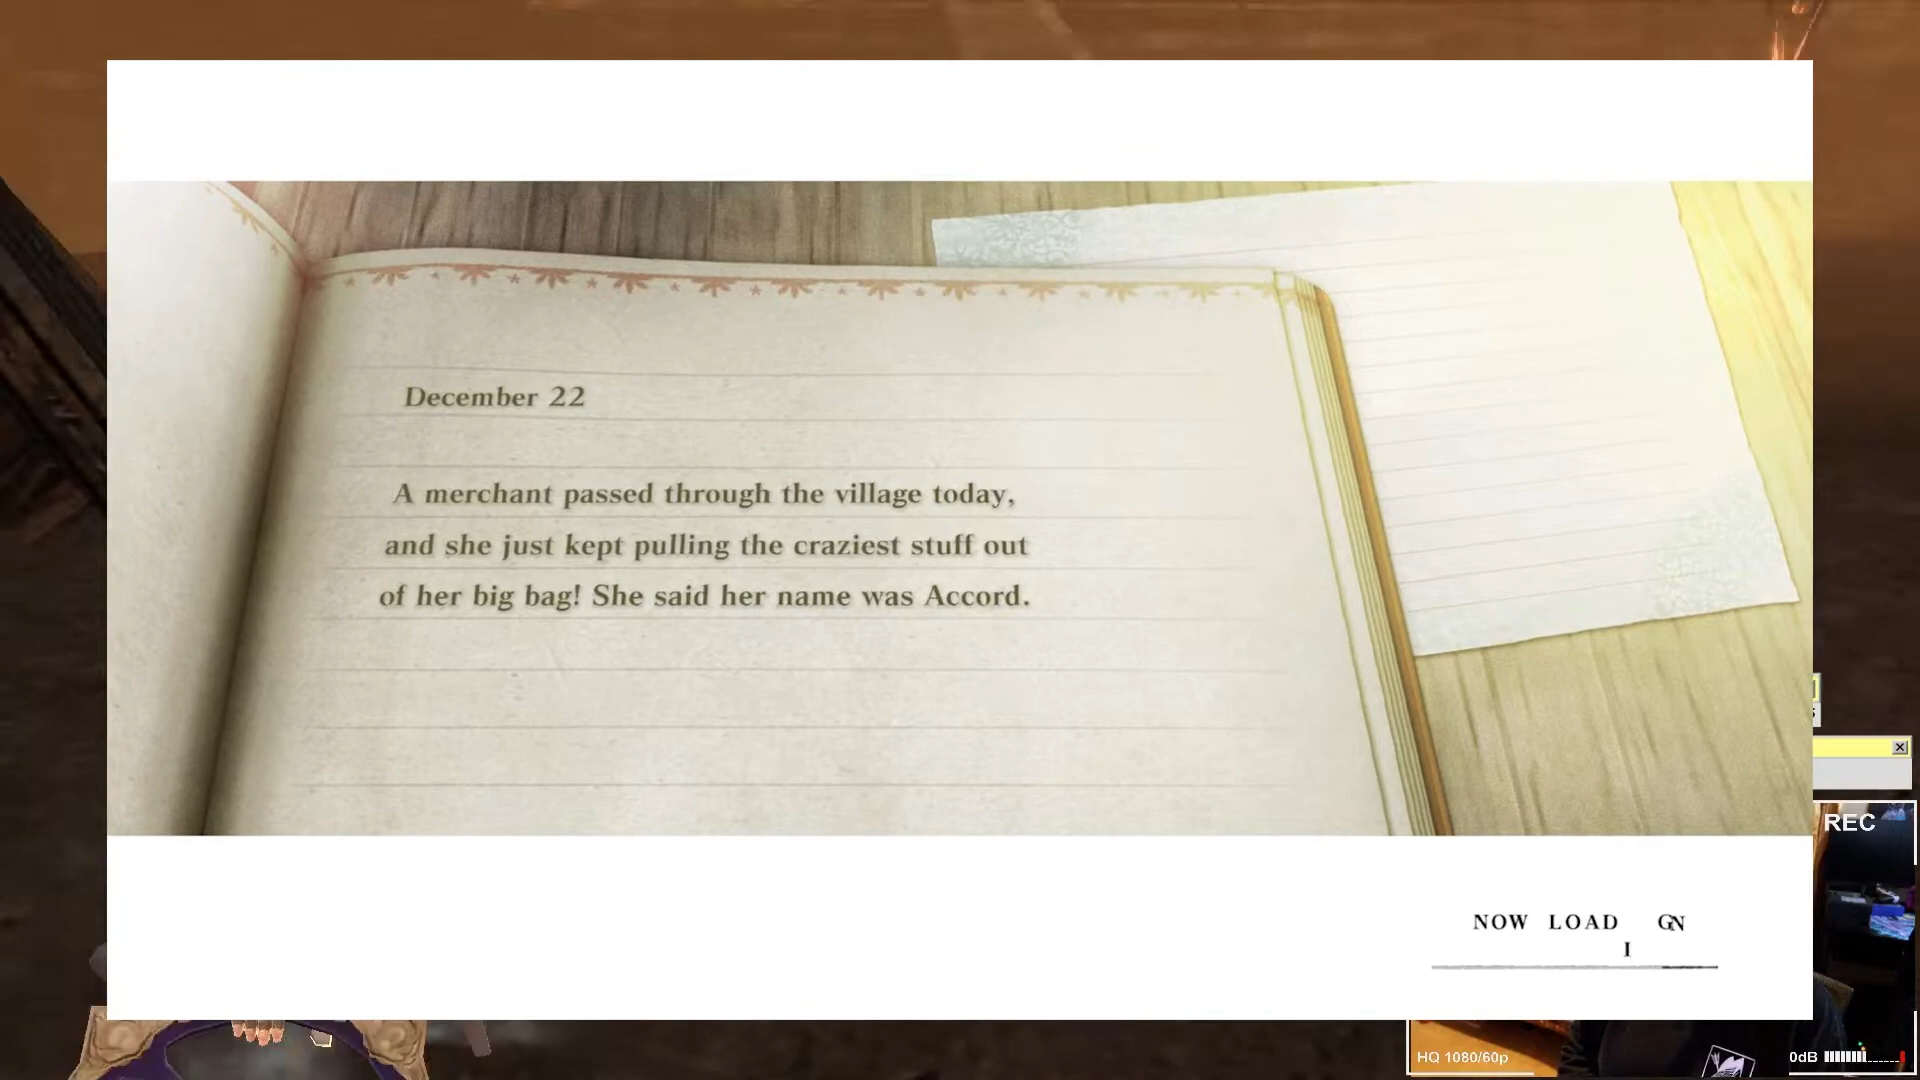 December 22
A merchant passed through the village today,
and she just kept pulling the craziest stuff out
of her big bag! She said her name was Accord.
REC
NOW LOAD GN
I
HQ 1080/60p
0dB